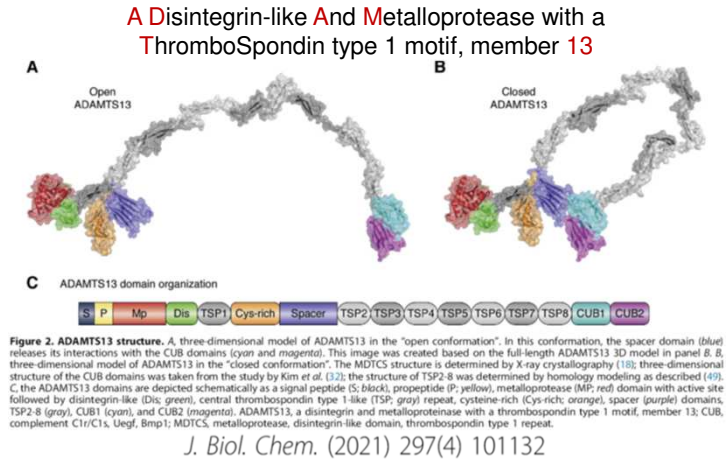 A Disintegrin-like And Metalloprotease with a
ThromboSpondin type 1 motif, member 13
A
Open
ADAMTS13
B
Closed
ADAMTS13
C ADAMTS13 domain organization
S P Mp Dis TSP1 Cys-rich Spacer TSP2 TSP3 TSP4 TSP5 TSP6 TSP7 TSP8 CUB1 CUB2
Figure 2. ADAMTS13 structure. A, three-dimensional model of ADAMTS13 in the "open conformation". In this conformation, the spacer domain (blue)
releases its interactions with the CUB domains (cyan and magenta). This image was created based on the full-length ADAMTS13 3D model in panel B. B,
three-dimensional model of ADAMTS13 in the "closed conformation". The MDTCS structure is determined by X-ray crystallography (18); three-dimensional
structure of the CUB domains was taken from the study by Kim et al. (32); the structure of TSP2-8 was determined by homology modeling as described (49).
C, the ADAMTS13 domains are depicted schematically as a signal peptide (S; black), propeptide (P; yellow), metalloprotease (MP; red) domain with active site
followed by disintegrin-like (Dis; green), central thrombospondin type 1-like (TSP; gray) repeat, cysteine-rich (Cys-rich; orange), spacer (purple) domains,
TSP2-8 (gray), CUB1 (cyan), and CUB2 (magenta). ADAMTS13, a disintegrin and metalloproteinase with a thrombospondin type 1 motif, member 13; CUB,
complement C1r/C1s, Uegf, Bmp1; MDTCS, metalloprotease, disintegrin-like domain, thrombospondin type 1 repeat.
J. Biol. Chem. (2021) 297(4) 101132